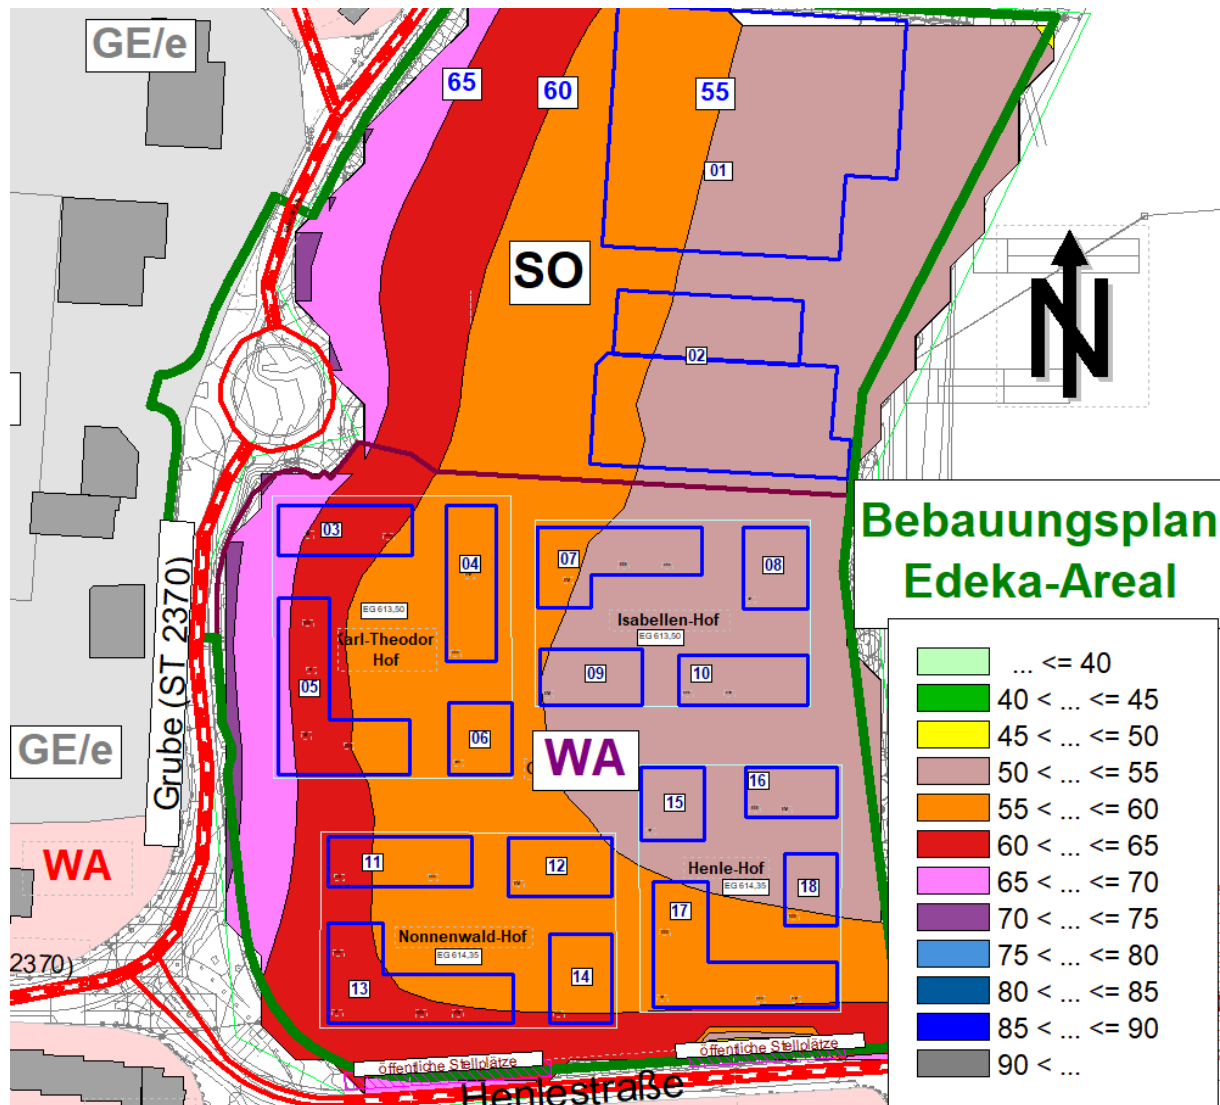 GE/e
65
60
55
01
SO
02
N
Bebauungsplan
Edeka-Areal
03
04
07
08
EG 613,50
Karl-Theodor
Hof
Isabellen-Hof
EG 613,50
05
09
10
06
WA
GE/e
Grube (ST 2370)
15
16
WA
11
12
Henle-Hof
EG 614,35
18
17
Nonnenwald-Hof
EG 614,35
2370)
13
14
öffentliche Stellplätze
öffentliche Stellplätze
Henlestraße
... <= 40
40 < ... <= 45
45 < ... <= 50
50 < ... <= 55
55 < ... <= 60
60 < ... <= 65
65 < ... <= 70
70 < ... <= 75
75 < ... <= 80
80 < ... <= 85
85 < ... <= 90
90 < ...